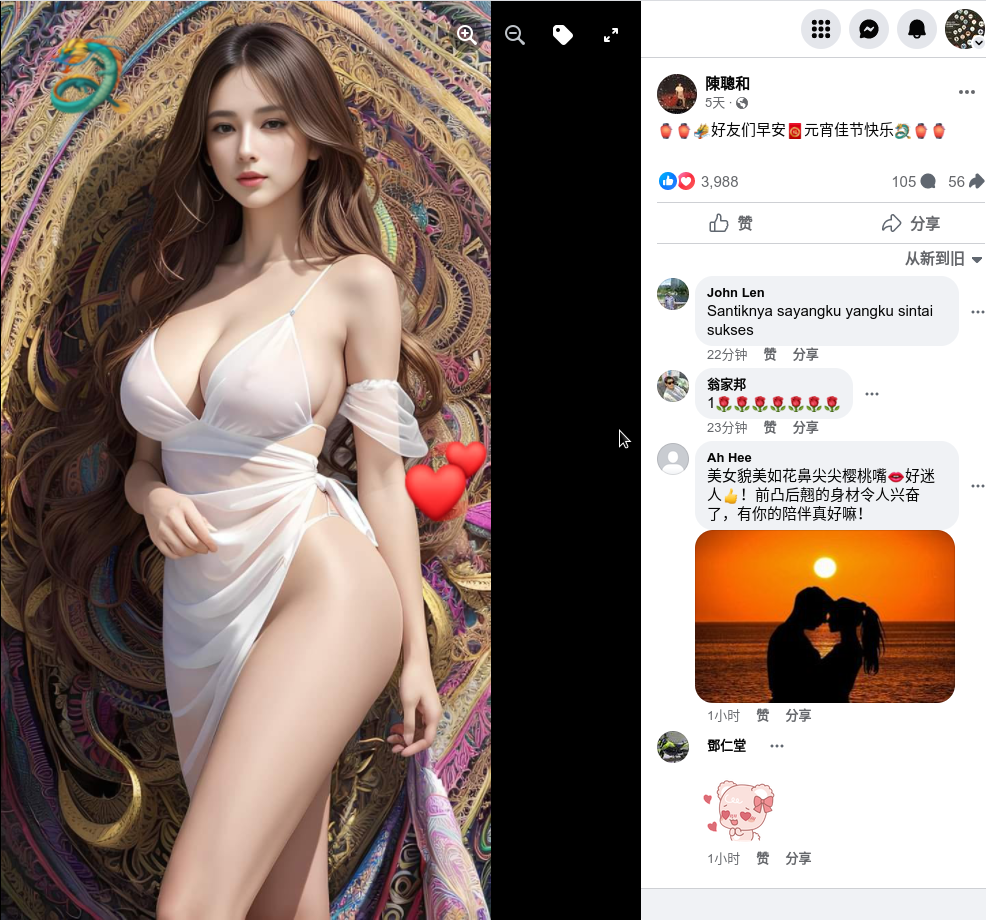 陳聰和
5天
🏮🏮🎋好友们早安🧧元宵佳节快乐🐉🏮🏮
3,988
105
56
赞
分享
从新到旧
John Len
Santiknya sayangku yangku sintai
sukses
22分钟 赞 分享
翁家邦
1🌹🌹🌹🌹🌹🌹🌹
23分钟 赞 分享
Ah Hee
美女貌美如花鼻尖尖樱桃嘴👄好迷
人👍！前凸后翘的身材令人兴奋
了，有你的陪伴真好嘛！
1小时 赞 分享
鄧仁堂
1小时 赞 分享